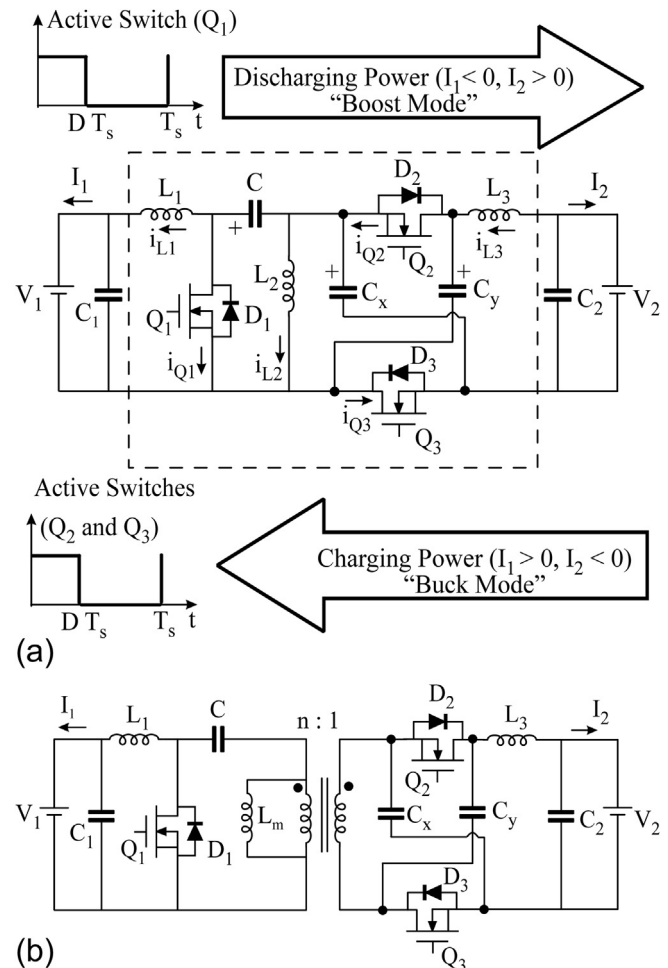 Active Switch (Q1)
D Ts Ts t
Discharging Power (I1 < 0, I2 > 0)
“Boost Mode”
I1 L1 C D2 L3 I2
+
iL1 iQ2 iL3
L2 + Q2 +
V1 C1 Q1 D1 Cx Cy C2 V2
iQ1 iL2 D3
iQ3 Q3
Active Switches
(Q2 and Q3)
D Ts Ts t
Charging Power (I1 > 0, I2 < 0)
“Buck Mode”
(a)
I1 L1 C n : 1 D2 L3 I2
Q2
V1 C1 Q1 D1 Lm Cx Cy C2 V2
D3
Q3
(b)